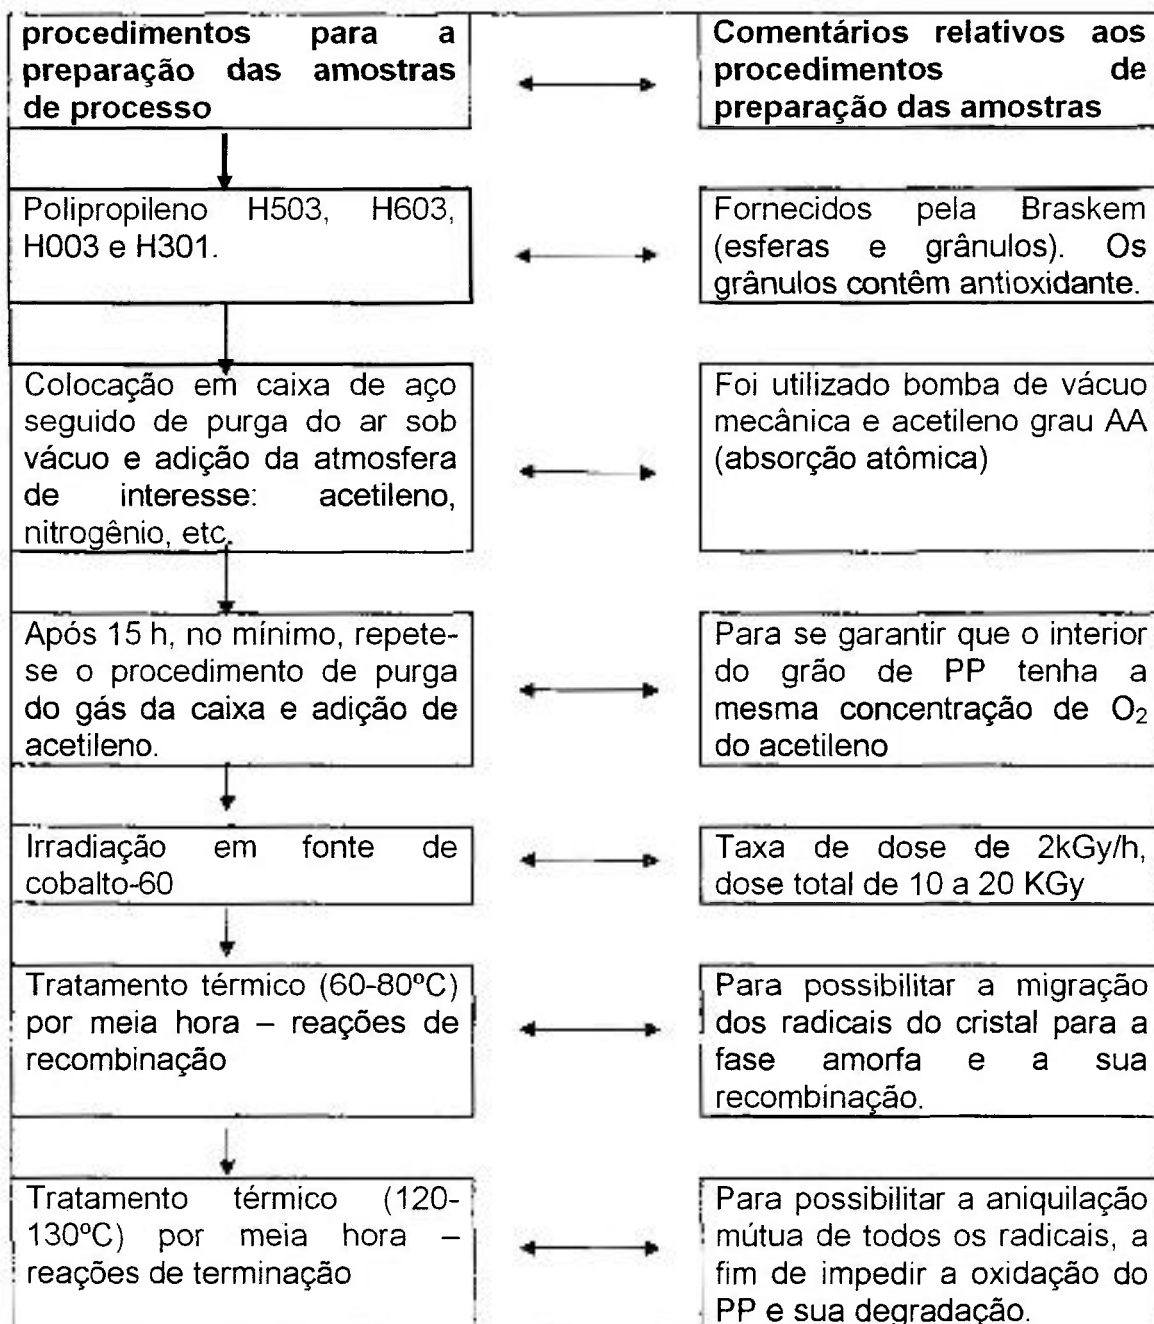 procedimentos para a
preparação das amostras
de processo
Comentários relativos aos
procedimentos de
preparação das amostras
Polipropileno H503, H603,
H003 e H301.
Fornecidos pela Braskem
(esferas e grânulos). Os
grânulos contêm antioxidante.
Colocação em caixa de aço
seguido de purga do ar sob
vácuo e adição da atmosfera
de interesse: acetileno,
nitrogênio, etc.
Foi utilizado bomba de vácuo
mecânica e acetileno grau AA
(absorção atômica)
Após 15 h, no mínimo, repete-
se o procedimento de purga
do gás da caixa e adição de
acetileno.
Para se garantir que o interior
do grão de PP tenha a
mesma concentração de O₂
do acetileno
Irradiação em fonte de
cobalto-60
Taxa de dose de 2kGy/h,
dose total de 10 a 20 KGy
Tratamento térmico (60-80ºC)
por meia hora – reações de
recombinação
Para possibilitar a migração
dos radicais do cristal para a
fase amorfa e a sua
recombinação.
Tratamento térmico (120-
130ºC) por meia hora –
reações de terminação
Para possibilitar a aniquilação
mútua de todos os radicais, a
fim de impedir a oxidação do
PP e sua degradação.